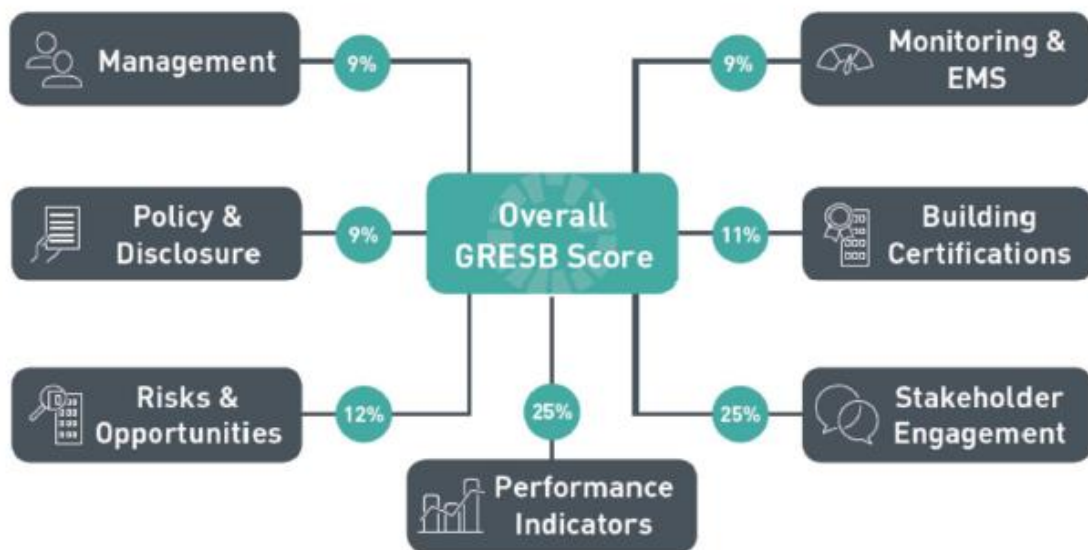 Management
9%
Policy &
Disclosure
9%
Risks &
Opportunities
12%
Overall
GRESB Score
25%
Performance
Indicators
9%
Monitoring &
EMS
11%
Building
Certifications
25%
Stakeholder
Engagement